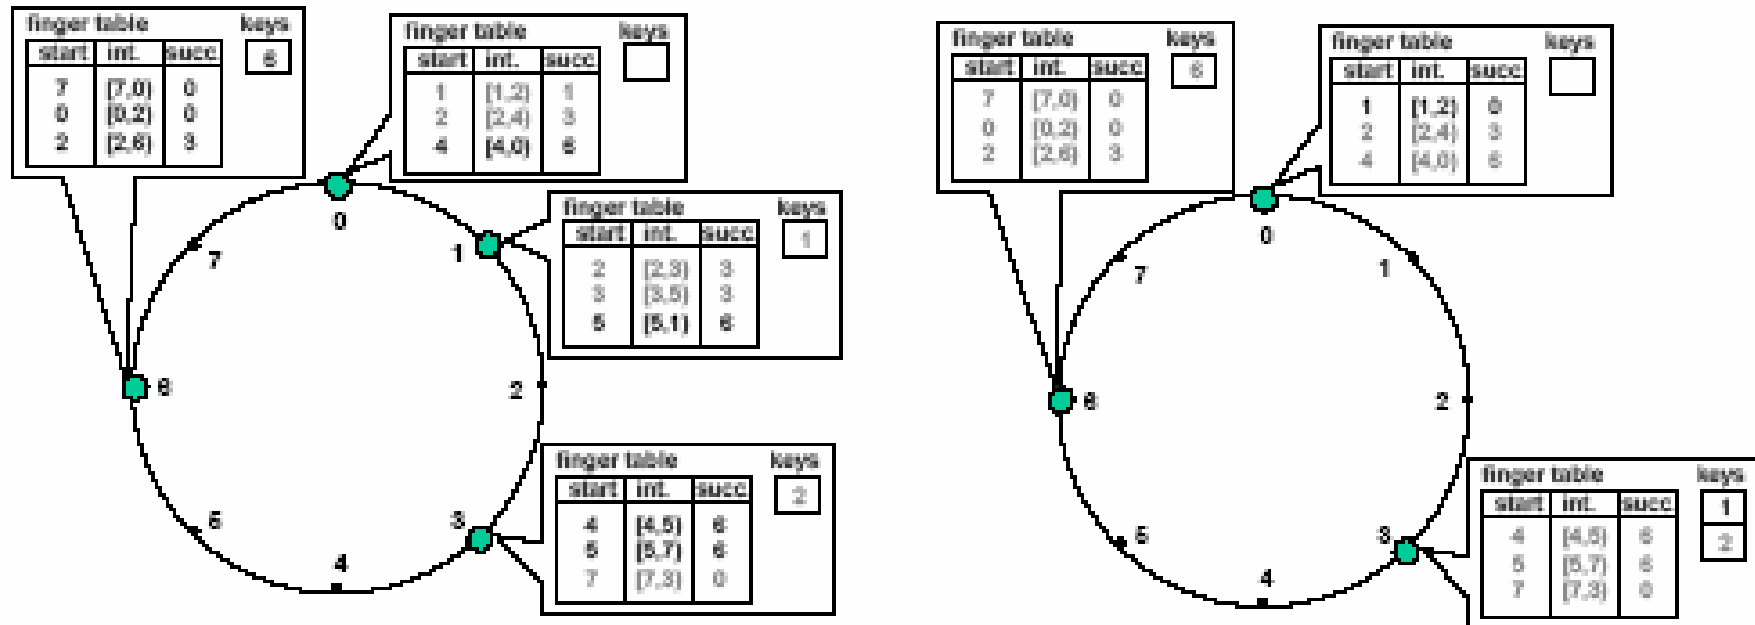 finger table keys
start int. succ
6
7 [7,0) 0
0 [0,2) 0
2 [2,6) 3
finger table keys
start int. succ
1 [1,2) 1
2 [2,4) 3
4 [4,0) 6
finger table keys
start int. succ
1
2 [2,3) 3
3 [3,5) 3
5 [5,1) 6
finger table keys
start int. succ
2
4 [4,5) 6
5 [5,7) 6
7 [7,3) 0
0
1
2
3
4
5
6
7
finger table keys
start int. succ
6
7 [7,0) 0
0 [0,2) 0
2 [2,6) 3
finger table keys
start int. succ
1 [1,2) 0
2 [2,4) 3
4 [4,0) 6
finger table keys
start int. succ
1
2
4 [4,5) 6
5 [5,7) 6
7 [7,3) 0
0
1
2
3
4
5
6
7